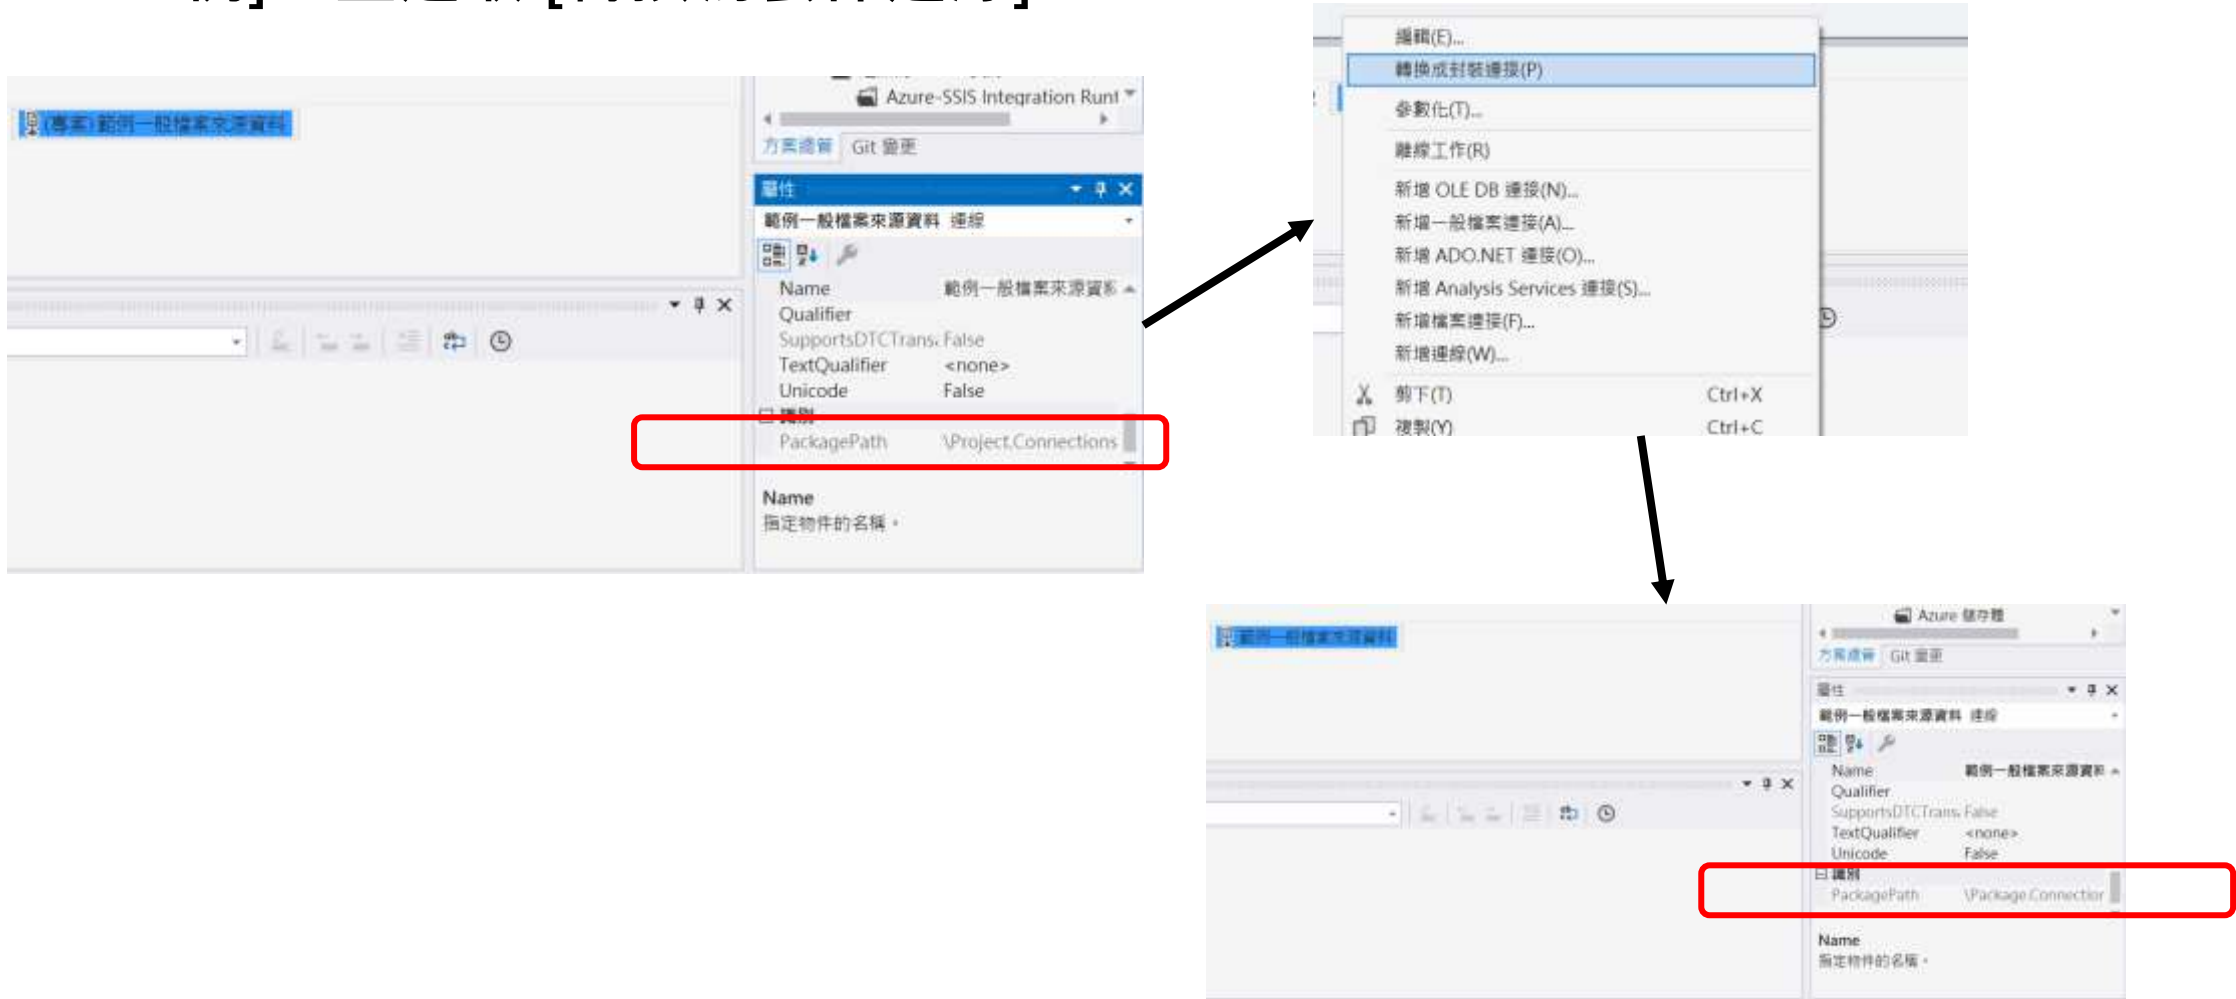 Azure-SSIS Integration Runt
(專案) 範例一般檔案來源資料
方案總管 Git 變更
屬性
範例一般檔案來源資料 連線
Name 範例一般檔案來源資料
Qualifier
SupportsDTCTrans False
TextQualifier <none>
Unicode False
識別
PackagePath \Project.Connections
Name
指定物件的名稱。
編輯(E)...
轉換成封裝連接(P)
參數化(T)...
離線工作(R)
新增 OLE DB 連接(N)...
新增一般檔案連接(A)...
新增 ADO.NET 連接(O)...
新增 Analysis Services 連接(S)...
新增檔案連接(F)...
新增連線(W)...
剪下(T) Ctrl+X
複製(Y) Ctrl+C
Azure 儲存體
範例一般檔案來源資料
方案總管 Git 變更
屬性
範例一般檔案來源資料 連線
Name 範例一般檔案來源資料
Qualifier
SupportsDTCTrans False
TextQualifier <none>
Unicode False
識別
PackagePath \Package.Connection
Name
指定物件的名稱。